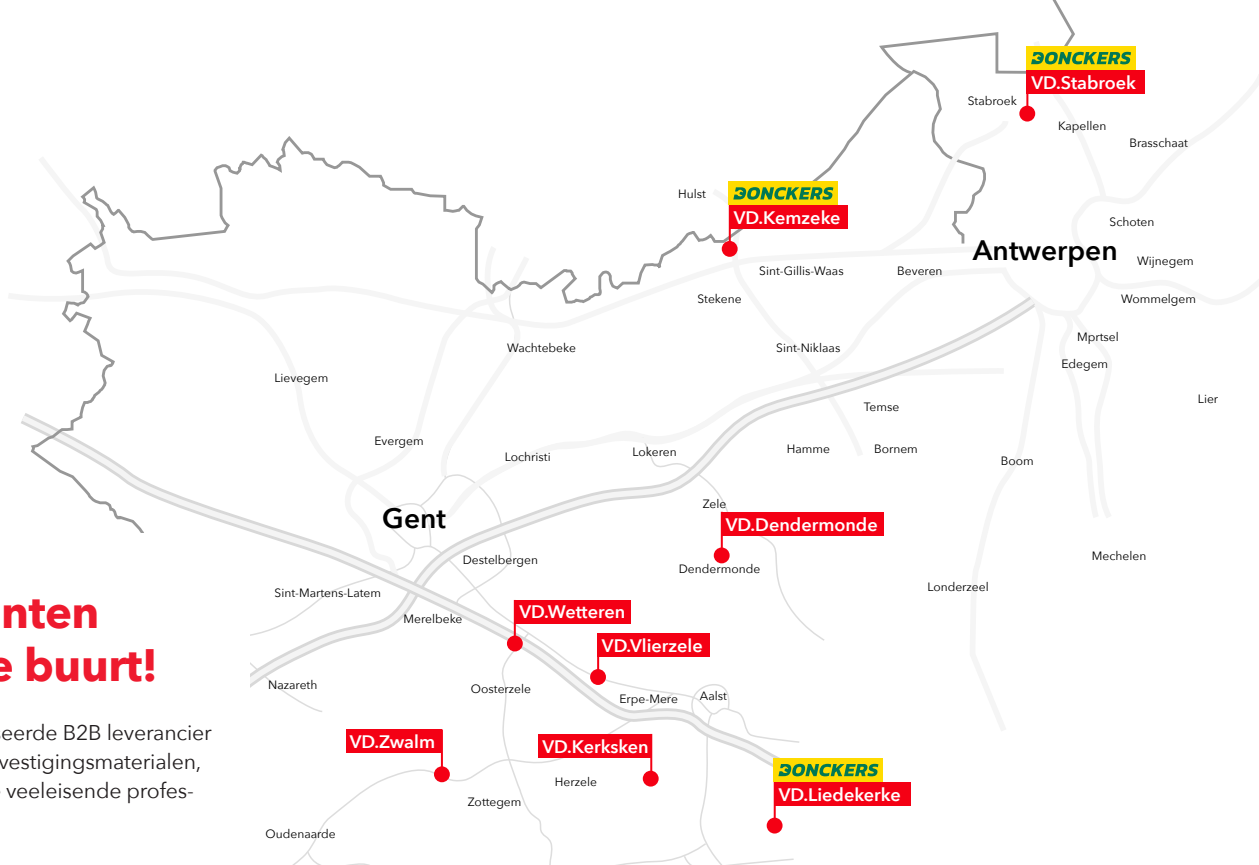 DONCKERS
VD.Stabroek
Stabroek
Kapellen
Brasschaat
Hulst
DONCKERS
VD.Kemzeke
Schoten
Antwerpen
Wijnegem
Sint-Gillis-Waas
Beveren
Stekene
Wommelgem
Mprtsel
Wachtebeke
Sint-Niklaas
Edegem
Lievegem
Lier
Temse
Evergem
Lochristi
Lokeren
Hamme
Bornem
Boom
Zele
Gent
VD.Dendermonde
Destelbergen
Dendermonde
Mechelen
Londerzeel
Sint-Martens-Latem
Merelbeke
VD.Wetteren
VD.Vlierzele
nten
e buurt!
Nazareth
Oosterzele
Erpe-Mere
Aalst
seerde B2B leverancier
vestigingsmaterialen,
veeleisende profes-
VD.Zwalm
VD.Kerksken
Herzele
Zottegem
DONCKERS
VD.Liedekerke
Oudenaarde